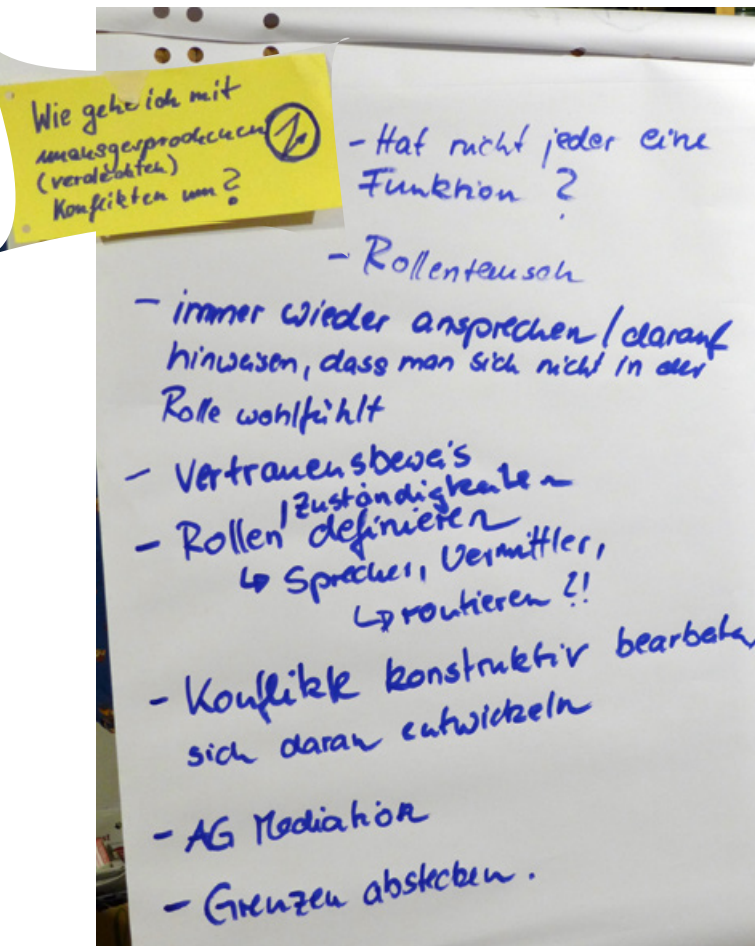 Wie gehe ich mit
unausgesprochenen
(verdeckten)
Konflikten um?
1.
- Hat nicht jeder eine
Funktion ?
- Rollentausch
- immer wieder ansprechen / darauf
hinweisen, dass man sich nicht in der
Rolle wohlfühlt
- Vertrauensbeweis
/Zuständigkeiten
- Rollen definieren
↳ Sprecher, Vermittler,
↳ routieren ?!
- Konflikte konstruktiv bearbeiten
sich daran entwickeln
- AG Mediation
- Grenzen abstecken.